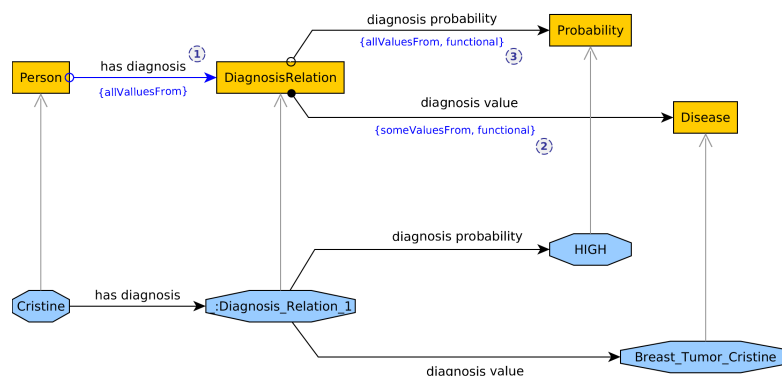 diagnosis probability
Probability
{allValuesFrom, functional}
1
3
has diagnosis
Person
DiagnosisRelation
{allValluesFrom}
diagnosis value
Disease
{someValuesFrom, functional}
2
diagnosis probability
HIGH
has diagnosis
Cristine
_:Diagnosis_Relation_1
Breast_Tumor_Cristine
diagnosis value